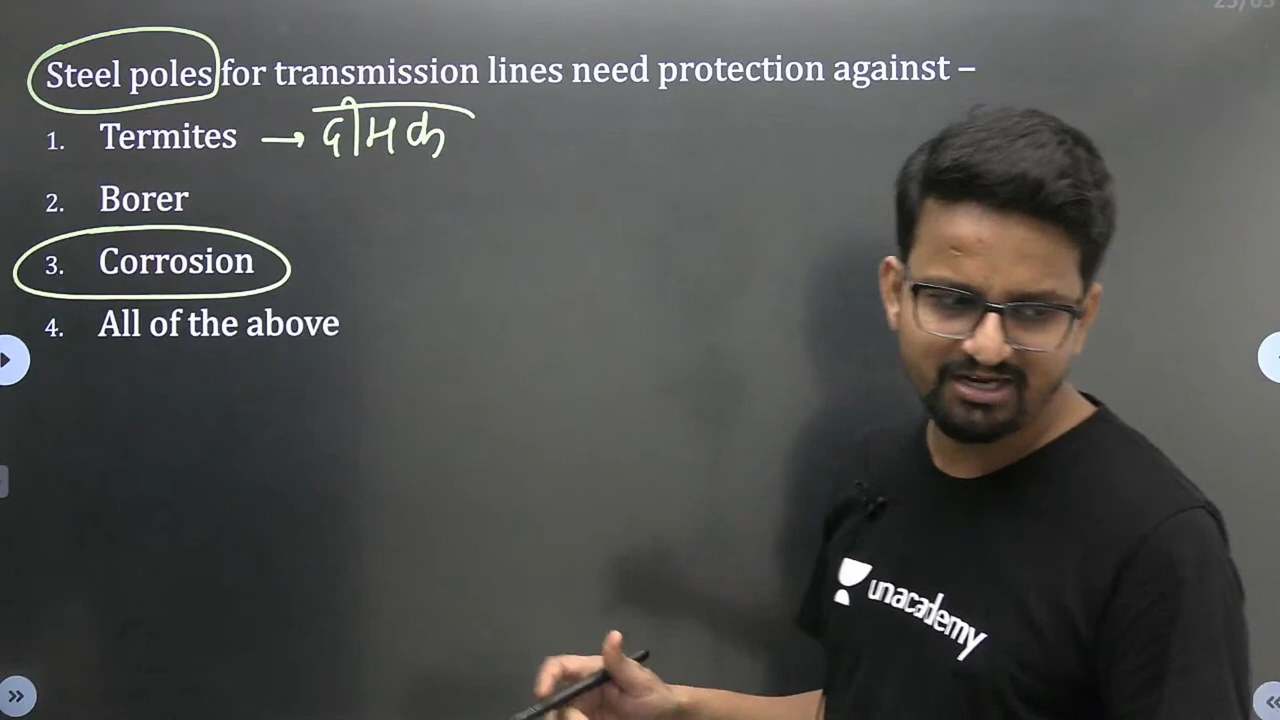 Steel poles for transmission lines need protection against –
1. Termites → दीमक
2. Borer
3. Corrosion
4. All of the above
unacademy